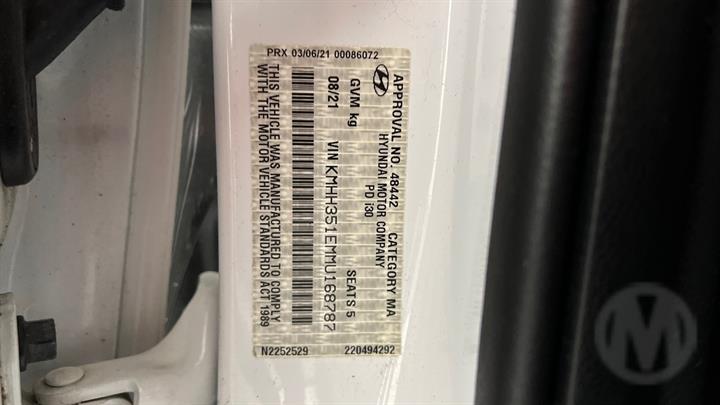 PRX 03/06/21 00086072
APPROVAL NO. 48442 CATEGORY MA
HYUNDAI MOTOR COMPANY
PD i30
GVM kg SEATS 5
08/21 VIN KMHH351EMMU168787
THIS VEHICLE WAS MANUFACTURED TO COMPLY
WITH THE MOTOR VEHICLE STANDARDS ACT 1989
N2252529 220494292
M